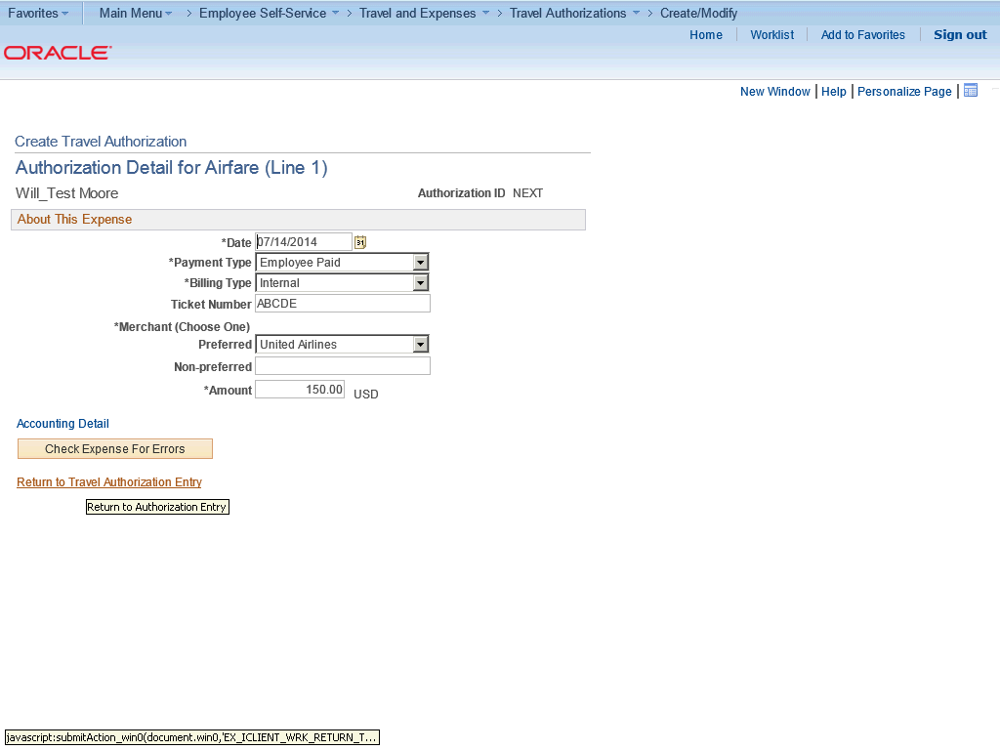 Favorites Main Menu > Employee Self-Service > Travel and Expenses > Travel Authorizations > Create/Modify
Home Worklist Add to Favorites Sign out
ORACLE
New Window | Help | Personalize Page |
Create Travel Authorization
Authorization Detail for Airfare (Line 1)
Will_Test Moore Authorization ID NEXT
About This Expense
*Date 07/14/2014 31
*Payment Type Employee Paid
*Billing Type Internal
Ticket Number ABCDE
*Merchant (Choose One)
Preferred United Airlines
Non-preferred
*Amount 150.00 USD
Accounting Detail
Check Expense For Errors
Return to Travel Authorization Entry
Return to Authorization Entry
javascript:submitAction_win0(document.win0,'EX_ICLIENT_WRK_RETURN_T...